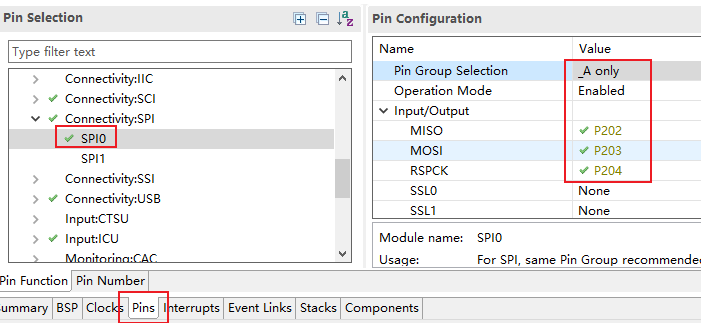 Pin Selection
Type filter text
Connectivity:IIC
Connectivity:SCI
Connectivity:SPI
SPI0
SPI1
Connectivity:SSI
Connectivity:USB
Input:CTSU
Input:ICU
Monitoring:CAC
Pin Configuration
Name Value
Pin Group Selection _A only
Operation Mode Enabled
Input/Output
MISO P202
MOSI P203
RSPCK P204
SSL0 None
SSL1 None
Module name: SPI0
Usage: For SPI, same Pin Group recommended
Pin Function Pin Number
ummary BSP Clocks Pins Interrupts Event Links Stacks Components